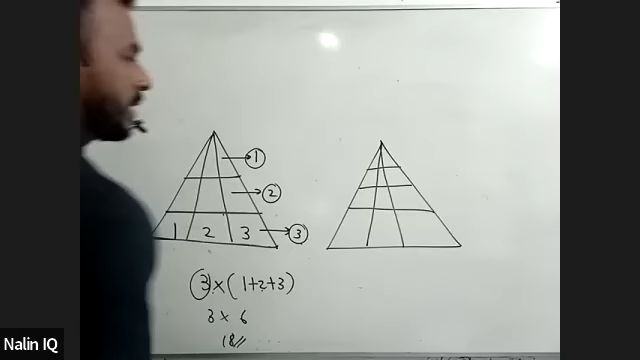 ①
②
1 2 3 ③
③×(1+2+3)
3 × 6
18//
Nalin IQ